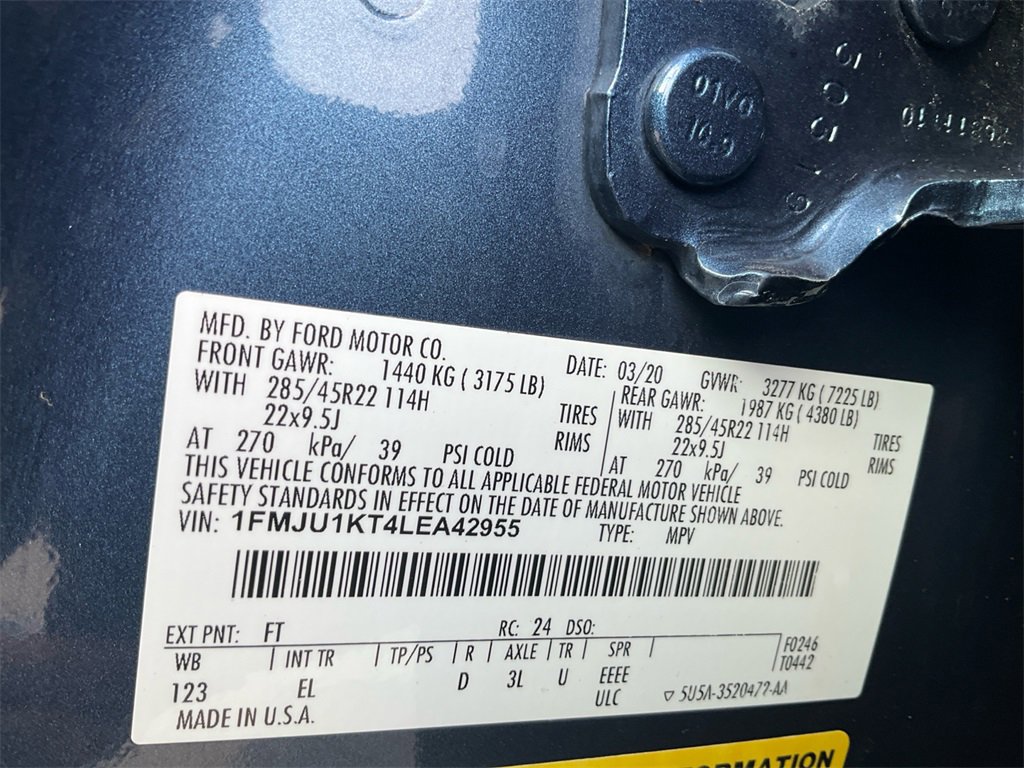 01V0
10.9
50516
MFD. BY FORD MOTOR CO.
DATE: 03/20 GVWR: 3277 KG ( 7225 LB)
FRONT GAWR: 1440 KG ( 3175 LB)
WITH 285/45R22 114H TIRES
22x9.5J RIMS
AT 270 kPa/ 39 PSI COLD
REAR GAWR: 1987 KG ( 4380 LB)
WITH 285/45R22 114H TIRES
22x9.5J RIMS
AT 270 kPa/ 39 PSI COLD
THIS VEHICLE CONFORMS TO ALL APPLICABLE FEDERAL MOTOR VEHICLE
SAFETY STANDARDS IN EFFECT ON THE DATE OF MANUFACTURE SHOWN ABOVE.
VIN: 1FMJU1KT4LEA42955 TYPE: MPV
EXT PNT: FT RC: 24 DSO:
WB INT TR TP/PS R AXLE TR SPR F0246
T0442
123 EL D 3L U EEEE
ULC 5U5A-3520472-AA
MADE IN U.S.A.